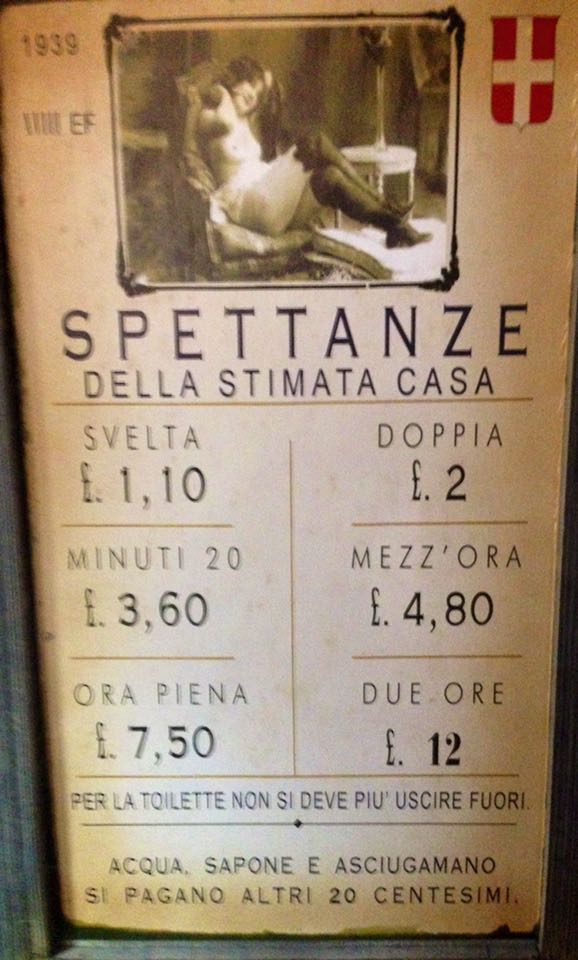 1939
IIIII EF
SPETTANZE
DELLA STIMATA CASA
SVELTA
£. 1,10
DOPPIA
£. 2
MINUTI 20
£. 3,60
MEZZ'ORA
£. 4,80
ORA PIENA
£. 7,50
DUE ORE
£. 12
PER LA TOILETTE NON SI DEVE PIU' USCIRE FUORI.
ACQUA, SAPONE E ASCIUGAMANO
SI PAGANO ALTRI 20 CENTESIMI.